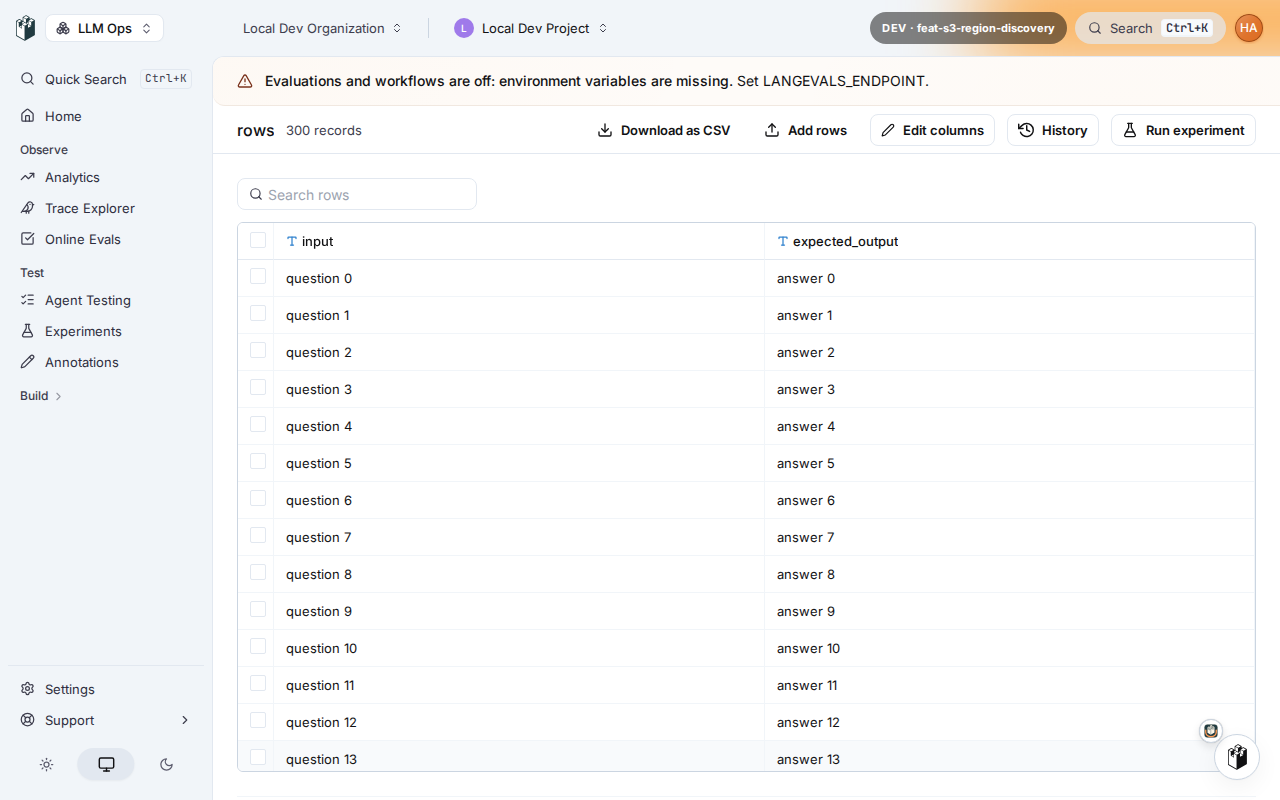 LLM Ops
Local Dev Organization
L Local Dev Project
DEV · feat-s3-region-discovery
Search Ctrl+K
HA
Quick Search Ctrl+K
Home
Observe
Analytics
Trace Explorer
Online Evals
Test
Agent Testing
Experiments
Annotations
Build
Settings
Support
Evaluations and workflows are off: environment variables are missing. Set LANGEVALS_ENDPOINT.
rows 300 records
Download as CSV
Add rows
Edit columns
History
Run experiment
Search rows
input expected_output
question 0 answer 0
question 1 answer 1
question 2 answer 2
question 3 answer 3
question 4 answer 4
question 5 answer 5
question 6 answer 6
question 7 answer 7
question 8 answer 8
question 9 answer 9
question 10 answer 10
question 11 answer 11
question 12 answer 12
question 13 answer 13